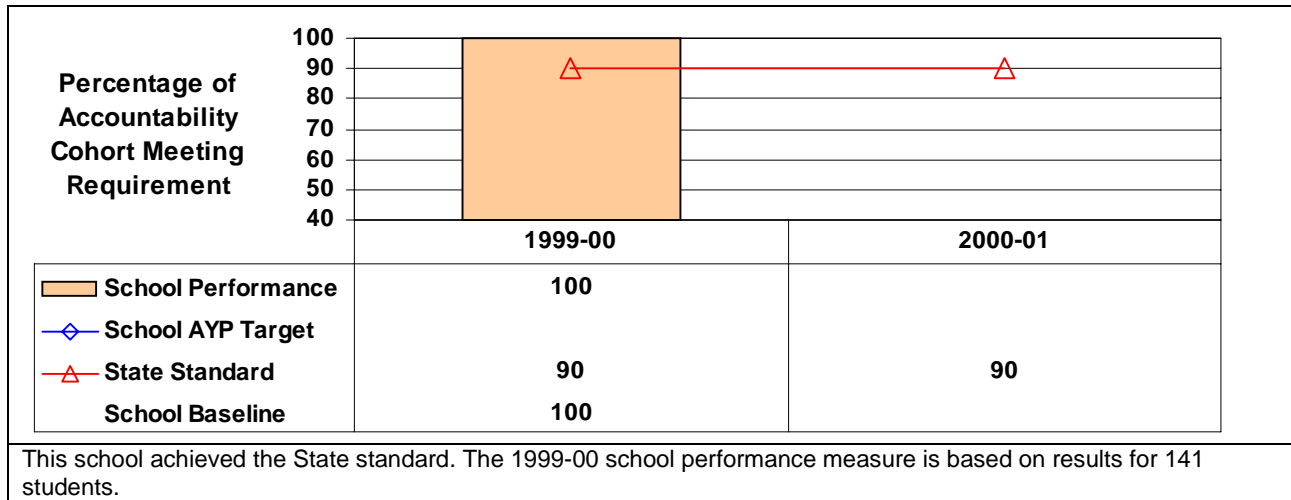 Percentage of
Accountability
Cohort Meeting
Requirement
100
90
80
70
60
50
40
1999-00 2000-01
School Performance 100
School AYP Target
State Standard 90 90
School Baseline 100
This school achieved the State standard. The 1999-00 school performance measure is based on results for 141
students.